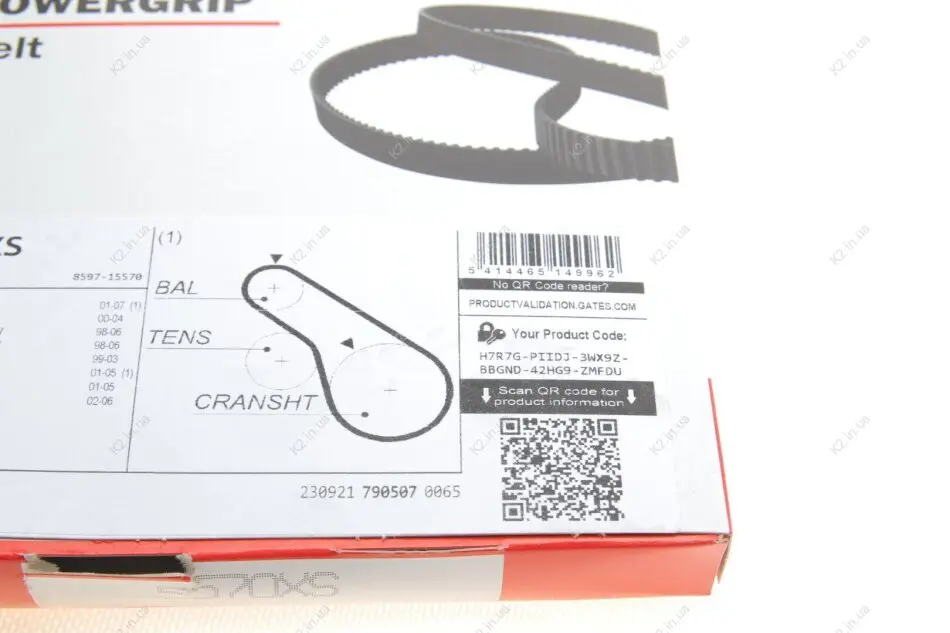 OWERGRIP
elt
XS
8597-15570
01-07 (1)
00-04
98-06
98-06
99-03
01-05 (1)
01-05
02-06
(1)
BAL
TENS
CRANSHT
230921 790507 0065
5 414465 149962
No QR Code reader?
PRODUCTVALIDATION.GATES.COM
Your Product Code:
H7R7G-PIIDJ-3WX9Z-
BBGND-42HG9-ZMFDU
Scan QR code for
product information
5570XS
K2.in.ua